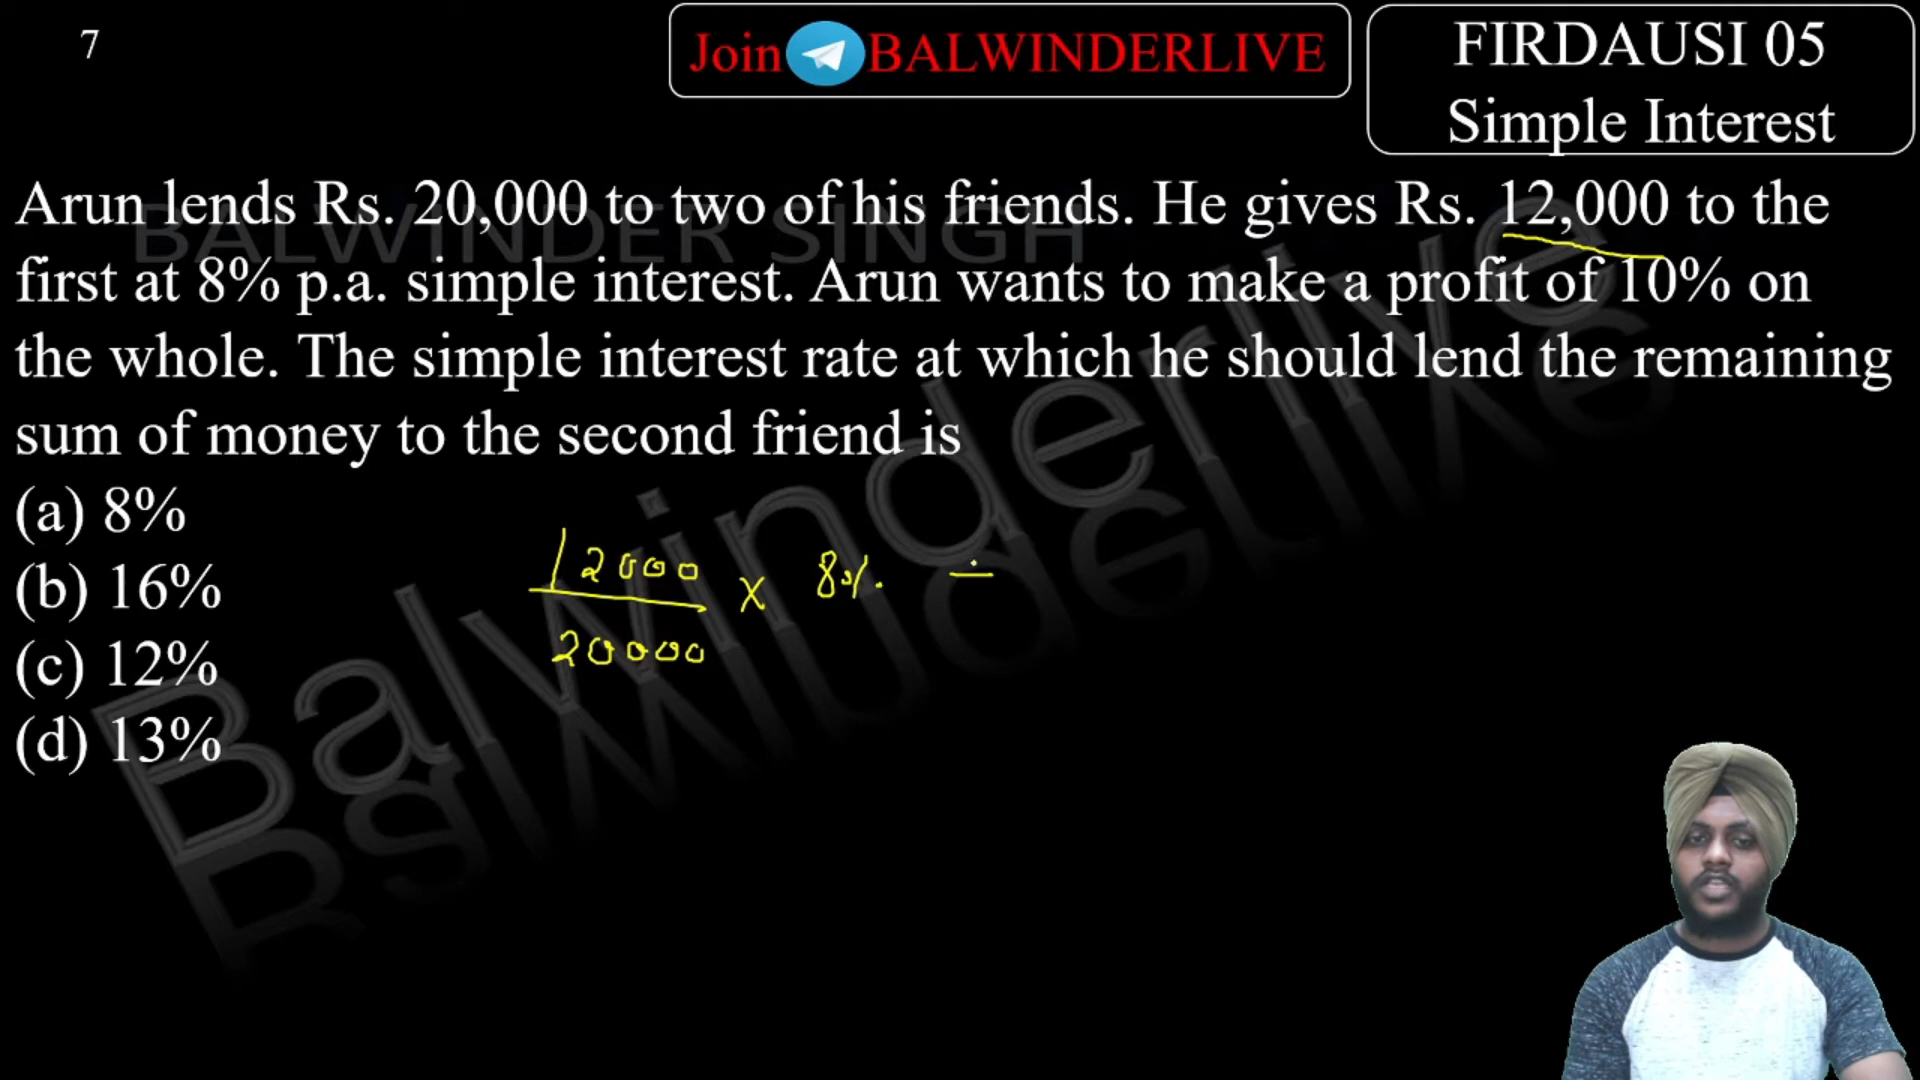 7
Join BALWINDERLIVE
FIRDAUSI 05
Simple Interest
BALWINDER SINGH
Arun lends Rs. 20,000 to two of his friends. He gives Rs. 12,000 to the
first at 8% p.a. simple interest. Arun wants to make a profit of 10% on
the whole. The simple interest rate at which he should lend the remaining
sum of money to the second friend is
(a) 8%
(b) 16%
(c) 12%
(d) 13%
12000
20000
x 8%
Balwinderlive